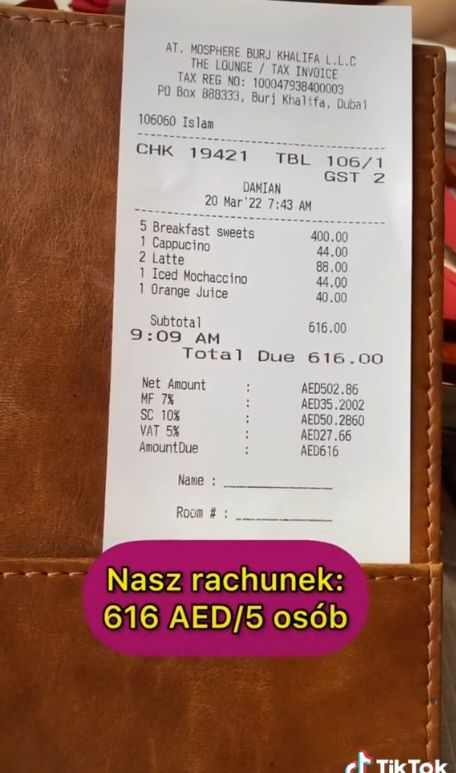 AT. MOSPHERE BURJ KHALIFA L.L.C
THE LOUNGE / TAX INVOICE
TAX REG NO: 100047938400003
PO Box 888333, Burj Khalifa, Dubai
106060 Islam
CHK 19421 TBL 106/1
GST 2
DAMIAN
20 Mar'22 7:43 AM
5 Breakfast sweets 400.00
1 Cappucino 44.00
2 Latte 88.00
1 Iced Mochaccino 44.00
1 Orange Juice 40.00
Subtotal 616.00
9:09 AM
Total Due 616.00
Net Amount : AED502.86
MF 7% : AED35.2002
SC 10% : AED50.2860
VAT 5% : AED27.66
AmountDue : AED616
Name :
Room # :
Nasz rachunek:
616 AED/5 osób
TikTok